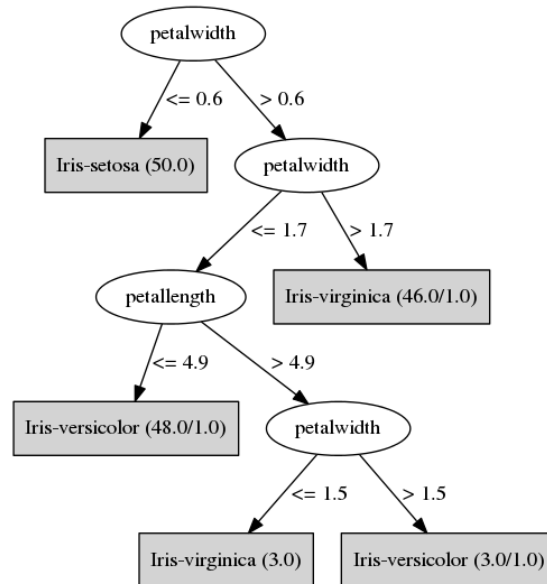 petalwidth
<= 0.6
> 0.6
Iris-setosa (50.0)
petalwidth
<= 1.7
> 1.7
petallength
Iris-virginica (46.0/1.0)
<= 4.9
> 4.9
Iris-versicolor (48.0/1.0)
petalwidth
<= 1.5
> 1.5
Iris-virginica (3.0)
Iris-versicolor (3.0/1.0)